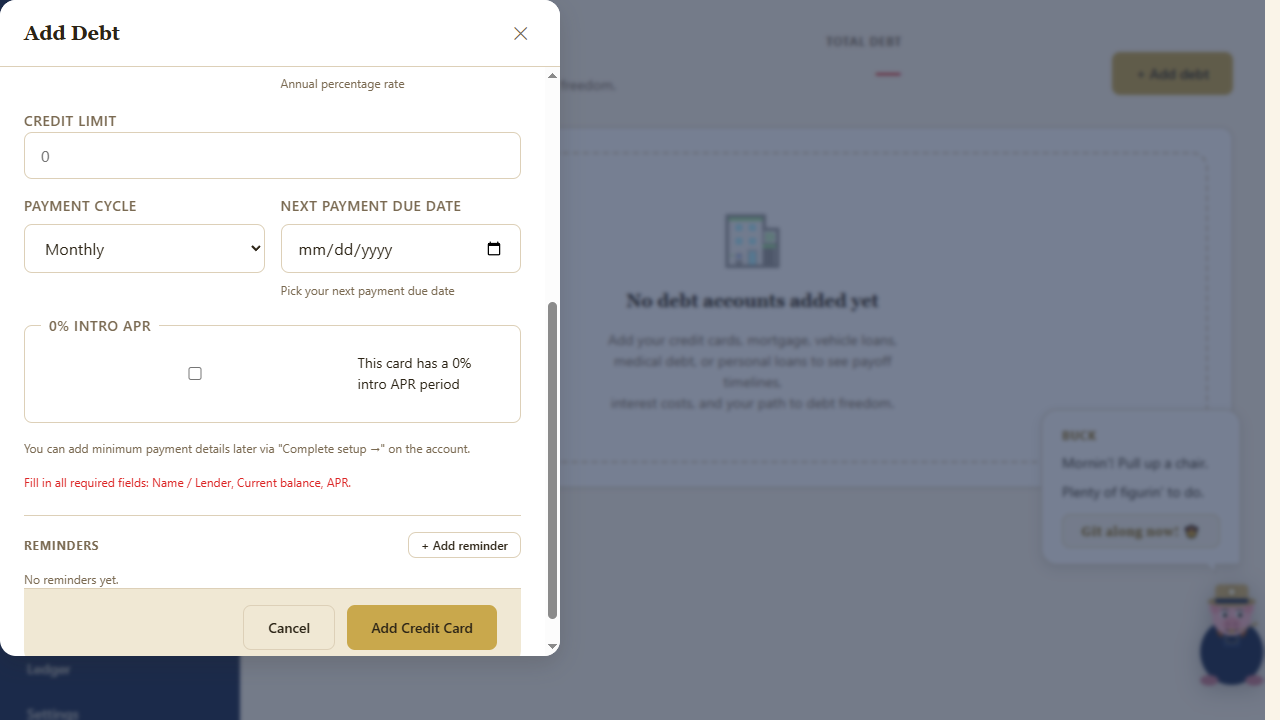 Add Debt
Annual percentage rate
CREDIT LIMIT
0
PAYMENT CYCLE
NEXT PAYMENT DUE DATE
Monthly
mm/dd/yyyy
Pick your next payment due date
0% INTRO APR
This card has a 0%
intro APR period
You can add minimum payment details later via "Complete setup →" on the account.
Fill in all required fields: Name / Lender, Current balance, APR.
REMINDERS
+ Add reminder
No reminders yet.
Cancel
Add Credit Card
TOTAL DEBT
freedom.
+ Add debt
No debt accounts added yet
Add your credit cards, mortgage, vehicle loans,
medical debt, or personal loans to see payoff
timelines,
interest costs, and your path to debt freedom.
BUCK
Mornin'! Pull up a chair.
Plenty of figurin' to do.
Git along now! 🤠
Ledger
Settings